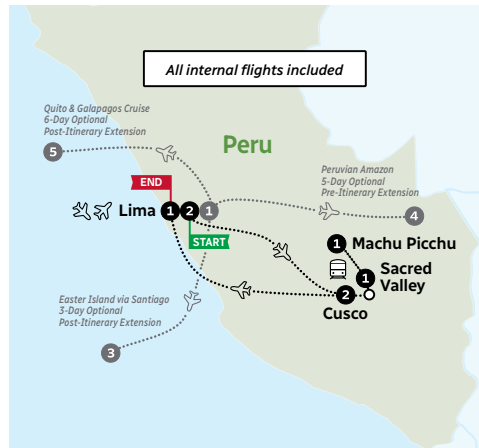 All internal flights included
Quito & Galapagos Cruise
6-Day Optional
Post-Itinerary Extension
5
Peru
Peruvian Amazon
5-Day Optional
Pre-Itinerary Extension
END
Lima 1 2 1
4
START
1 Machu Picchu
1 Sacred
Valley
2
Cusco
Easter Island via Santiago
3-Day Optional
Post-Itinerary Extension
3